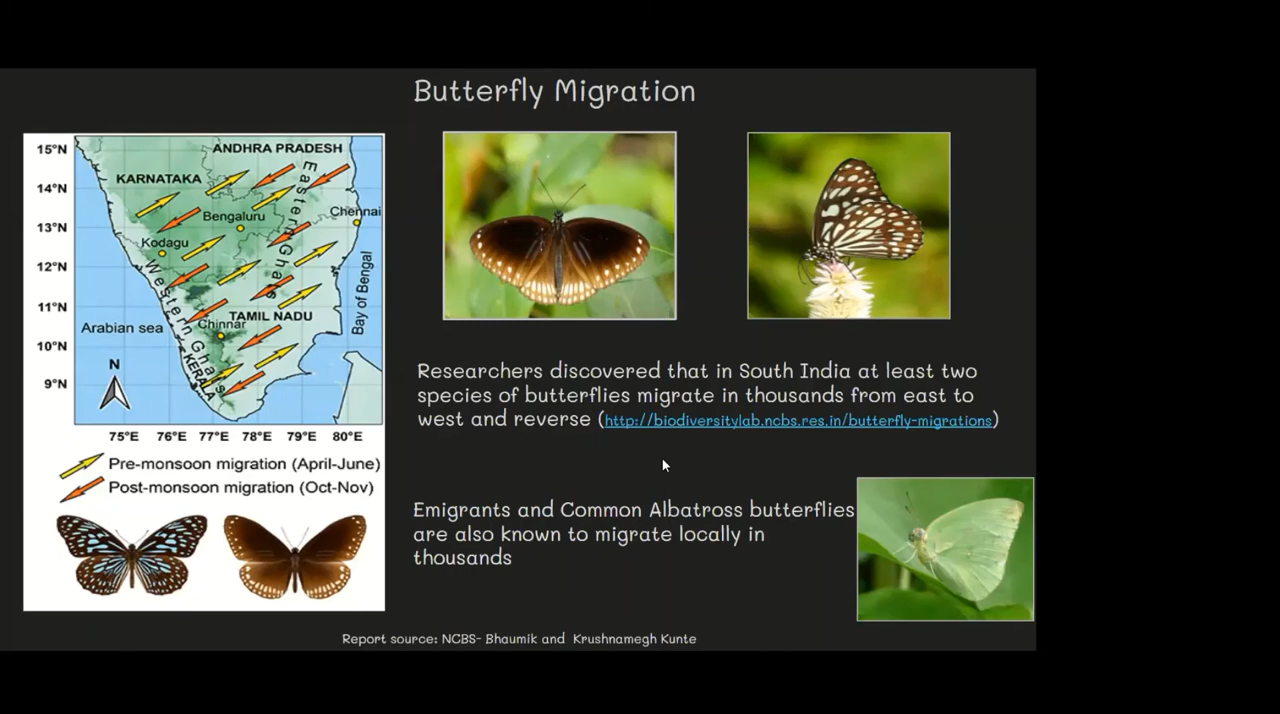 Butterfly Migration
15°N
14°N
13°N
12°N
11°N
10°N
9°N
ANDHRA PRADESH
KARNATAKA
Eastern Ghats
Bengaluru
Chennai
Kodagu
Western Ghats
Bay of Bengal
TAMIL NADU
Arabian sea
Chinnar
KERALA
N
75°E 76°E 77°E 78°E 79°E 80°E
Pre-monsoon migration (April-June)
Post-monsoon migration (Oct-Nov)
Researchers discovered that in South India at least two
species of butterflies migrate in thousands from east to
west and reverse (http://biodiversitylab.ncbs.res.in/butterfly-migrations)
Emigrants and Common Albatross butterflies
are also known to migrate locally in
thousands
Report source: NCBS- Bhaumik and Krushnamegh Kunte